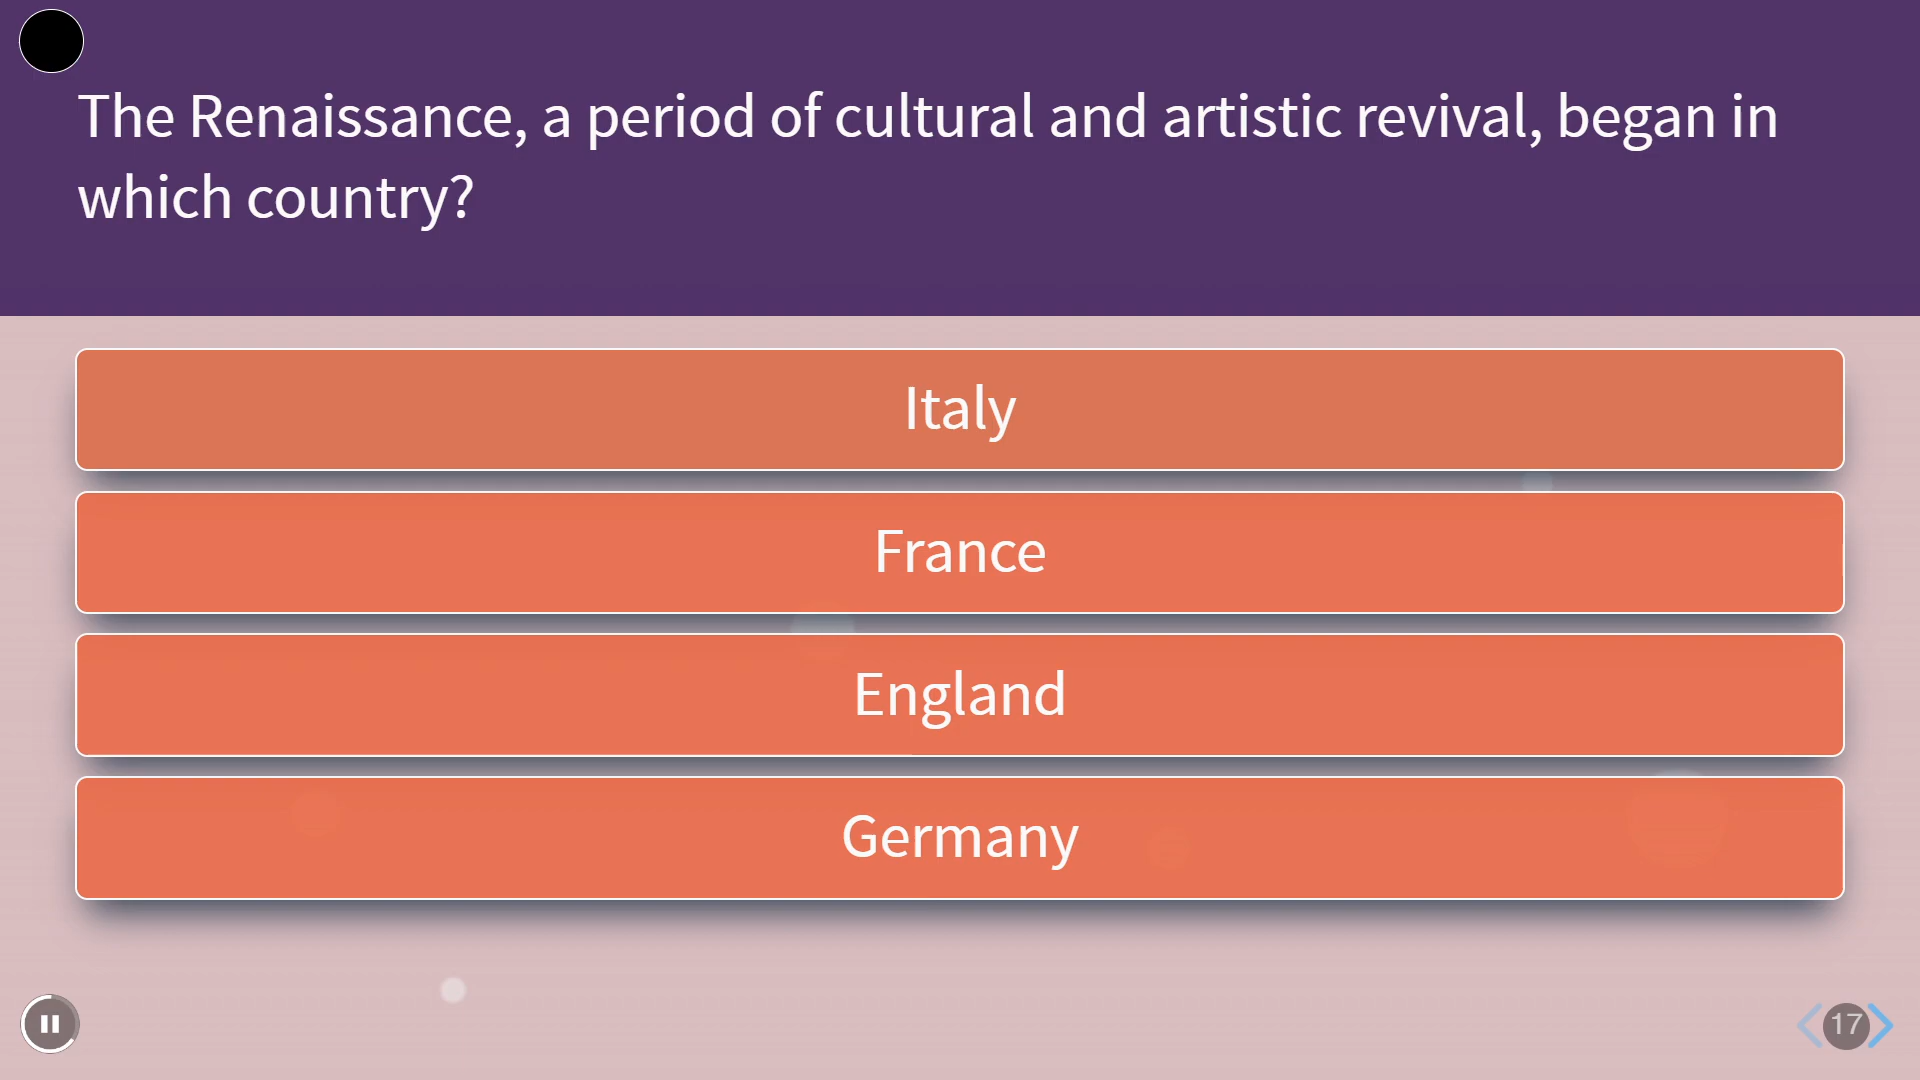 The Renaissance, a period of cultural and artistic revival, began in
which country?
Italy
France
England
Germany
17